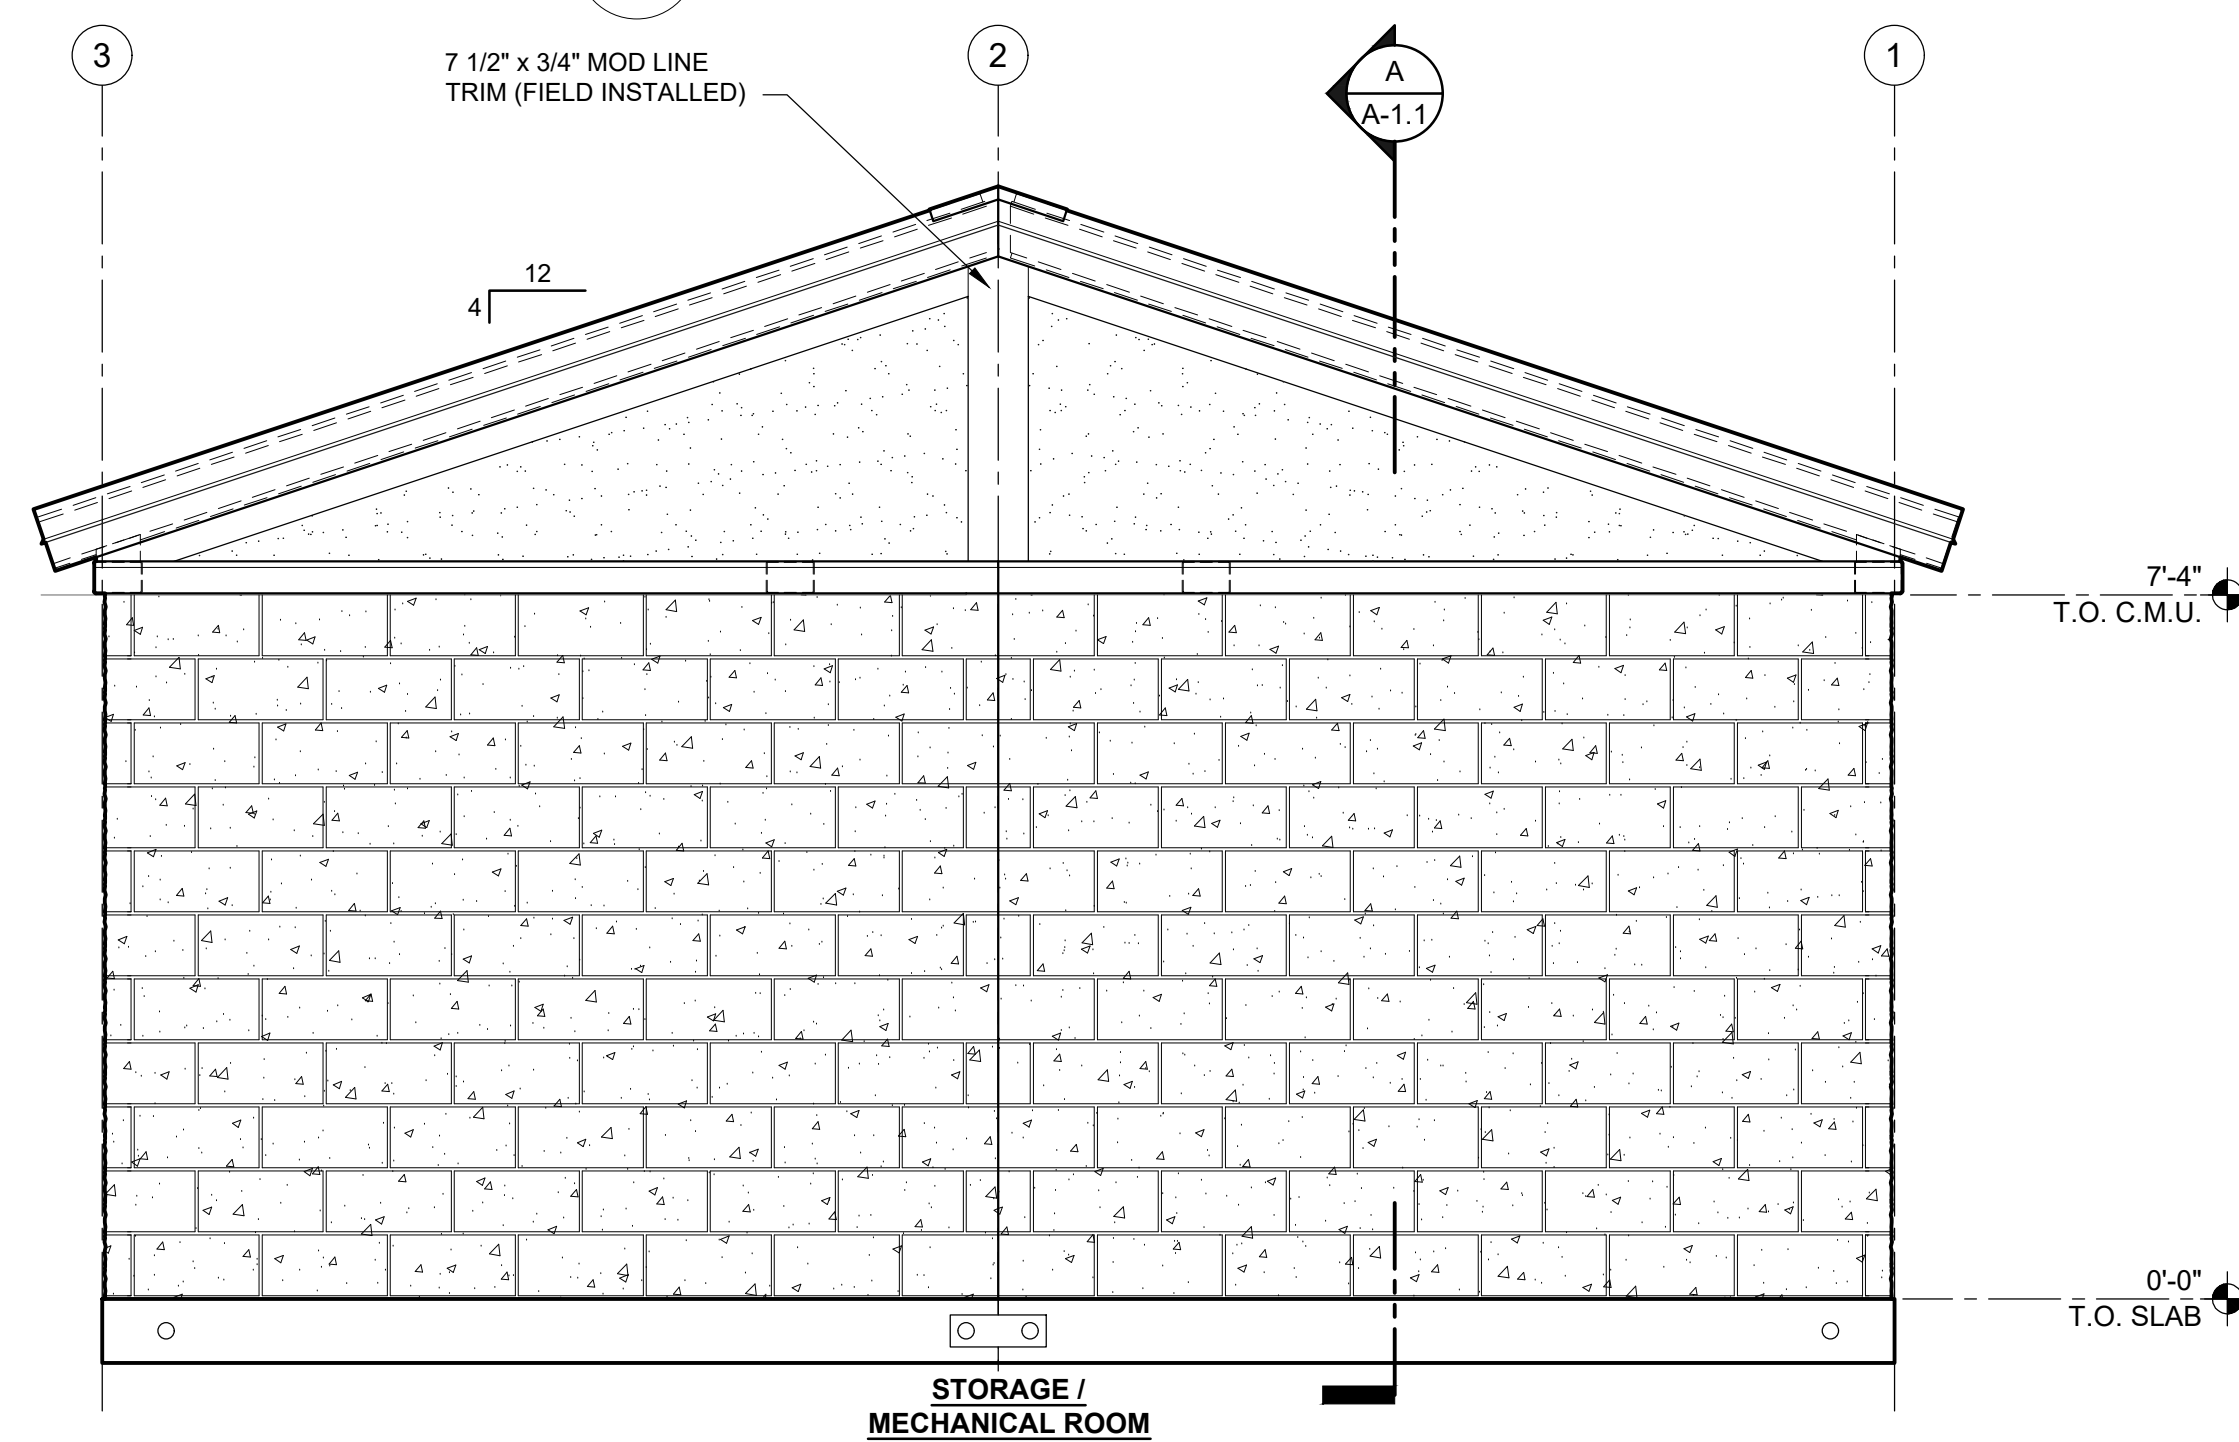 3
2
1
7 1/2" x 3/4" MOD LINE
TRIM (FIELD INSTALLED)
A
A-1.1
12
4
7'-4"
T.O. C.M.U.
0'-0"
T.O. SLAB
STORAGE /
MECHANICAL ROOM